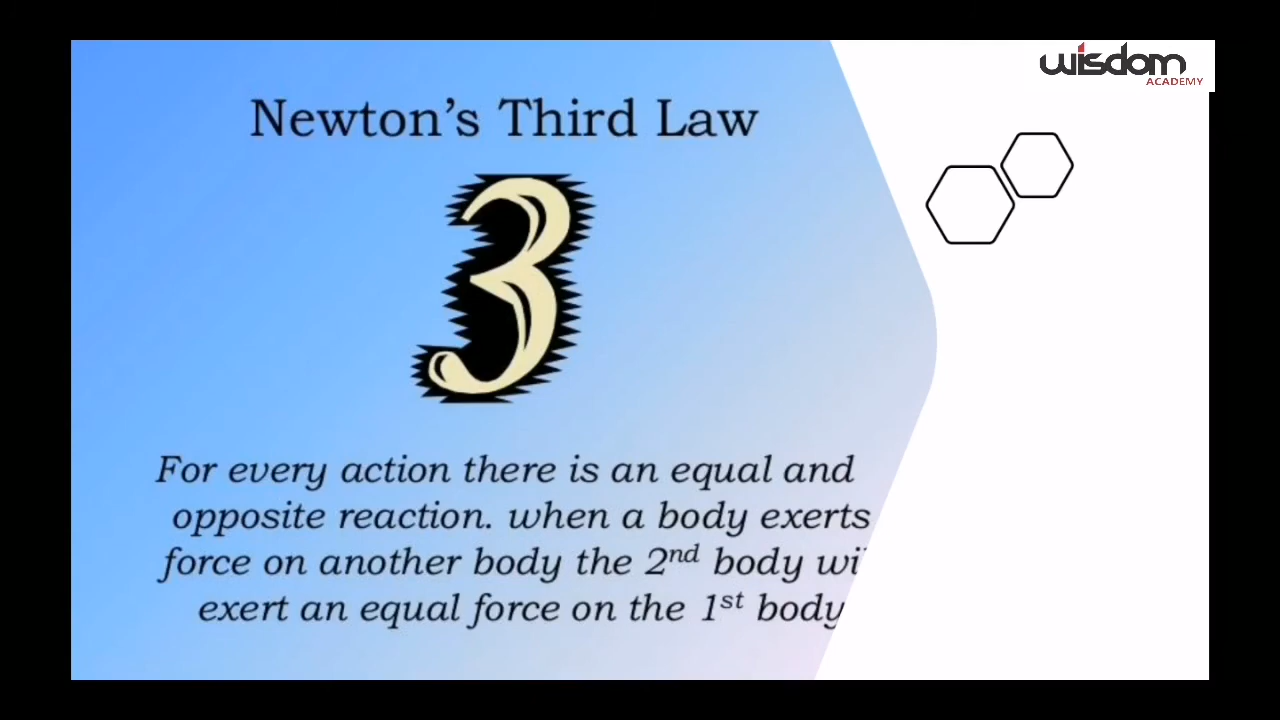 wisdom
ACADEMY
Newton's Third Law
3
For every action there is an equal and
opposite reaction. when a body exerts
force on another body the 2nd body
exert an equal force on the 1st body